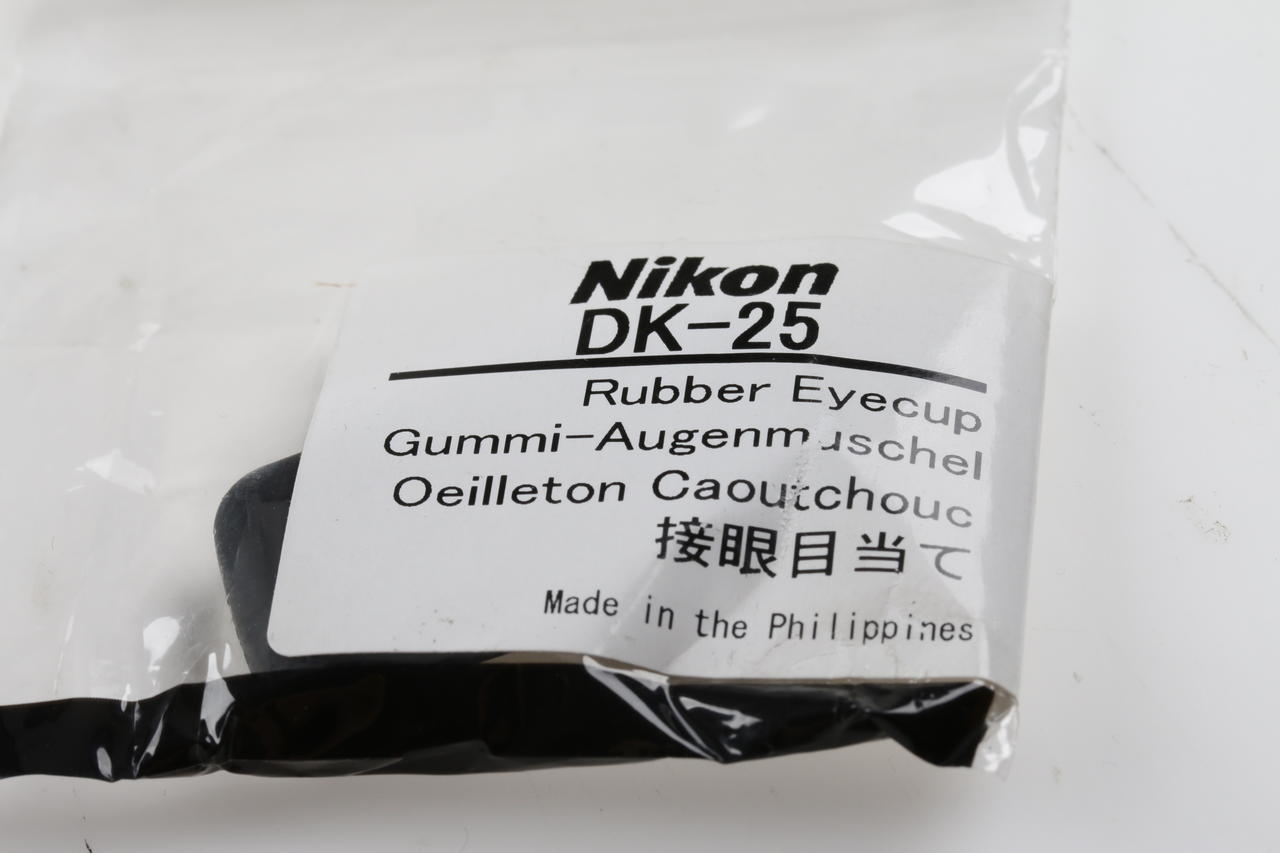 Nikon
DK-25
Rubber Eyecup
Gummi-Augenmuschel
Oeilleton Caoutchouc
接眼目当て
Made in the Philippines